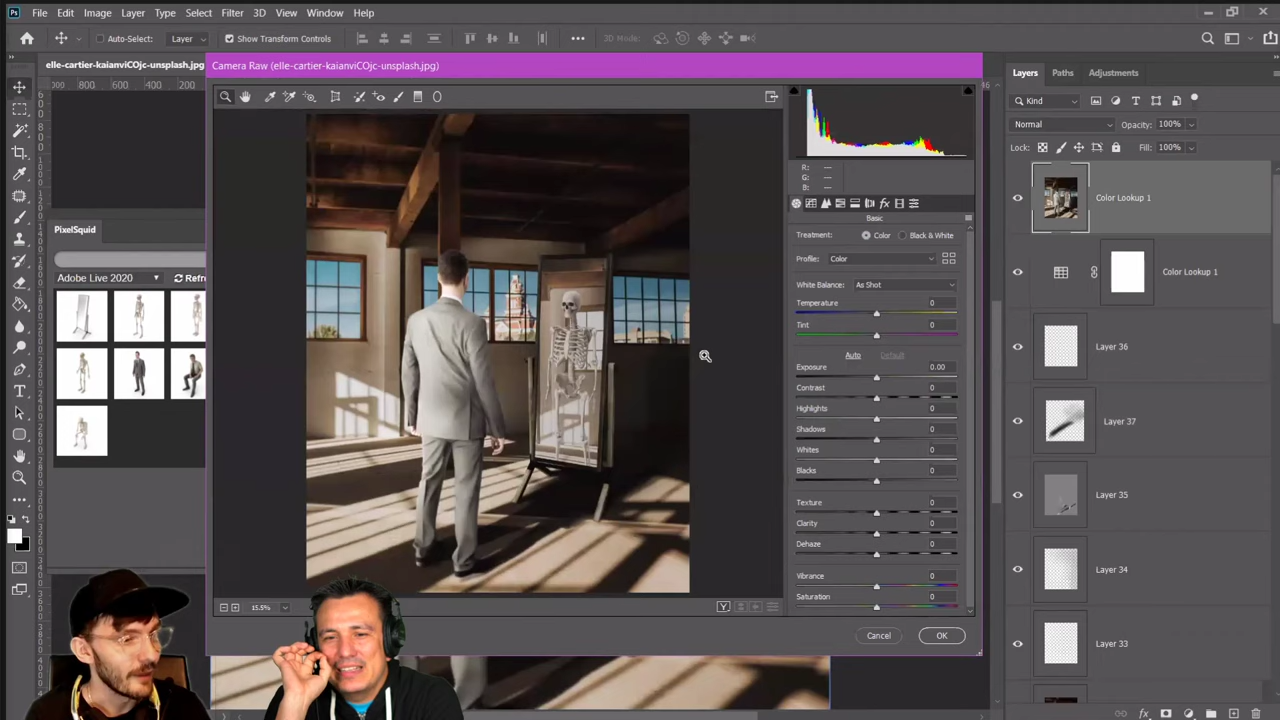 Ps File Edit Image Layer Type Select Filter 3D View Window Help
Auto-Select: Layer Show Transform Controls 3D Mode:
elle-cartier-kaianviCOjc-unsplash.jpg
Camera Raw (elle-cartier-kaianviCOjc-unsplash.jpg)
PixelSquid
Adobe Live 2020 Refre
R: —
G: —
B: —
Basic
Treatment: Color Black & White
Profile: Color
White Balance: As Shot
Temperature 0
Tint 0
Auto Default
Exposure 0.00
Contrast 0
Highlights 0
Shadows 0
Whites 0
Blacks 0
Texture 0
Clarity 0
Dehaze 0
Vibrance 0
Saturation 0
15.5% Y
Cancel OK
Layers Paths Adjustments
Kind
Normal Opacity: 100%
Lock: Fill: 100%
Color Lookup 1
Color Lookup 1
Layer 36
Layer 37
Layer 35
Layer 34
Layer 33
fx